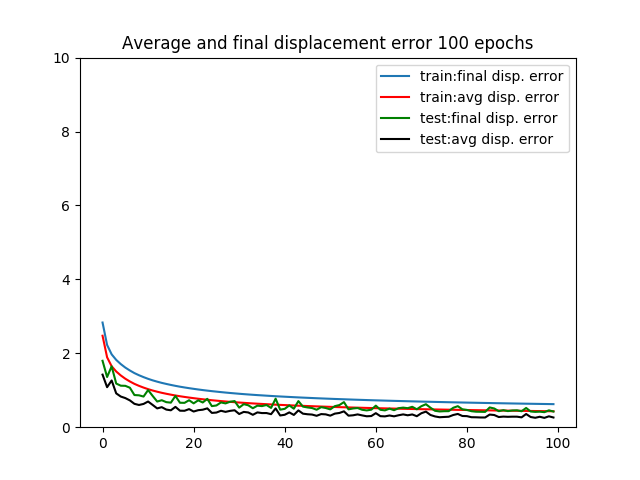 Average and final displacement error 100 epochs
10
8
6
4
2
0
train:final disp. error
train:avg disp. error
test:final disp. error
test:avg disp. error
0 20 40 60 80 100